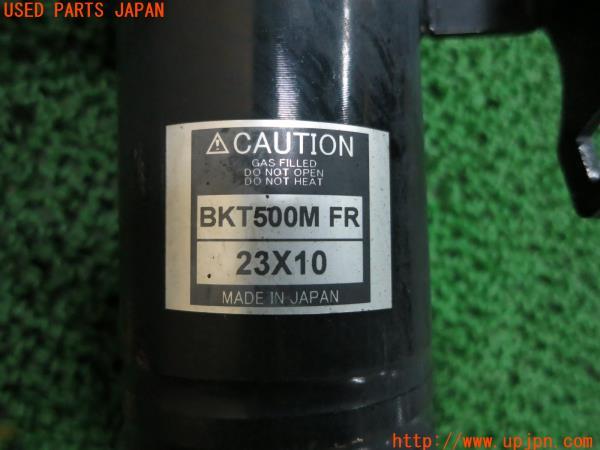 USED PARTS JAPAN
⚠CAUTION
GAS FILLED
DO NOT OPEN
DO NOT HEAT
BKT500M FR
23X10
MADE IN JAPAN
http://www.upjpn.com/